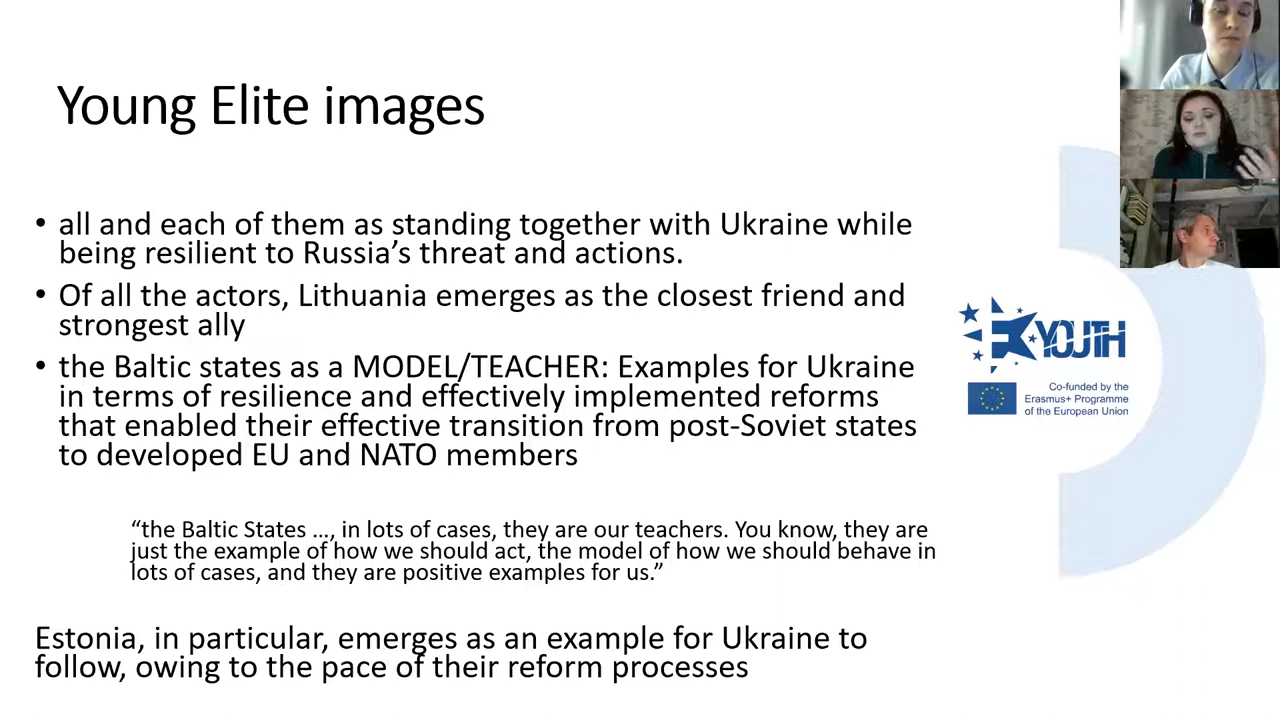 Young Elite images
• all and each of them as standing together with Ukraine while
being resilient to Russia’s threat and actions.
• Of all the actors, Lithuania emerges as the closest friend and
strongest ally
• the Baltic states as a MODEL/TEACHER: Examples for Ukraine
in terms of resilience and effectively implemented reforms
that enabled their effective transition from post-Soviet states
to developed EU and NATO members
“the Baltic States …, in lots of cases, they are our teachers. You know, they are
just the example of how we should act, the model of how we should behave in
lots of cases, and they are positive examples for us.”
Estonia, in particular, emerges as an example for Ukraine to
follow, owing to the pace of their reform processes
E-YOUTH
Co-funded by the
Erasmus+ Programme
of the European Union